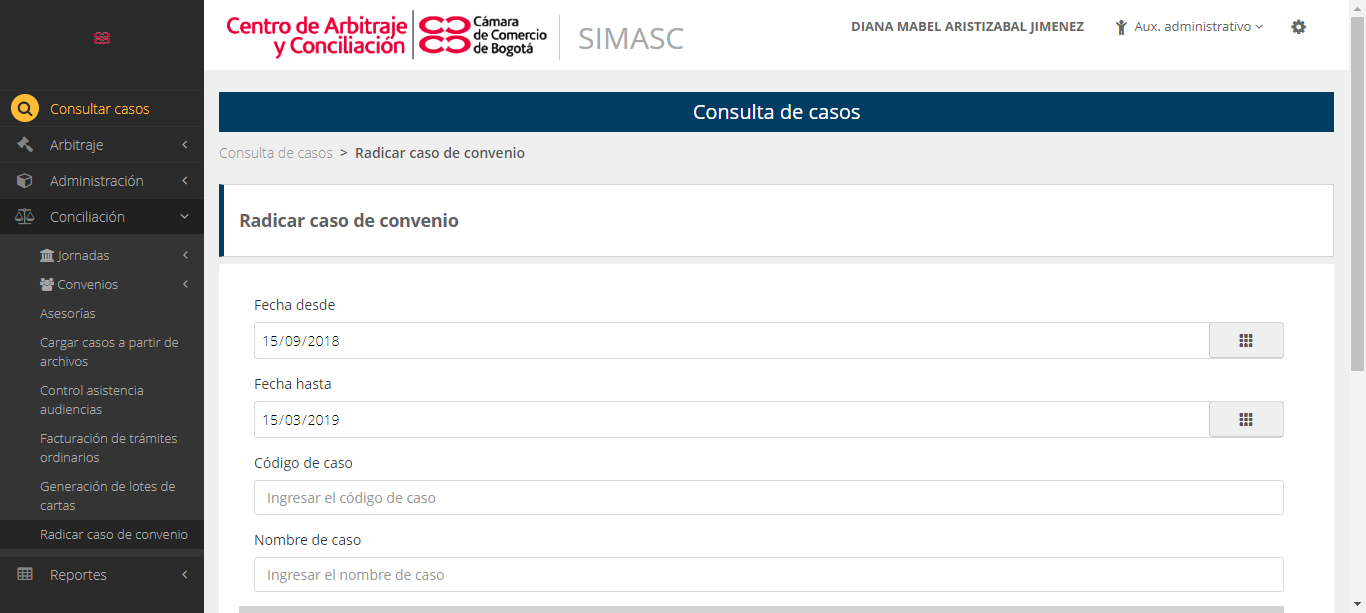 Centro de Arbitraje
y Conciliación
Cámara
de Comercio
de Bogotá
SIMASC
DIANA MABEL ARISTIZABAL JIMENEZ
Aux. administrativo
Consultar casos
Arbitraje
Administración
Conciliación
Jornadas
Convenios
Asesorías
Cargar casos a partir de
archivos
Control asistencia
audiencias
Facturación de trámites
ordinarios
Generación de lotes de
cartas
Radicar caso de convenio
Reportes
Consulta de casos
Consulta de casos > Radicar caso de convenio
Radicar caso de convenio
Fecha desde
15/09/2018
Fecha hasta
15/03/2019
Código de caso
Ingresar el código de caso
Nombre de caso
Ingresar el nombre de caso